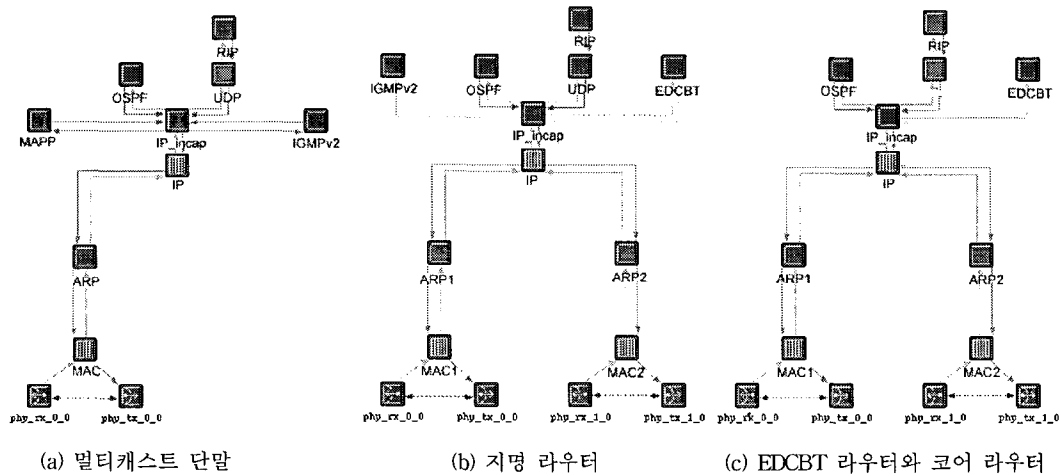 RIP
OSPF
UDP
MAPP
IP_incap
IGMPv2
IP
ARP
MAC
phy_rx_0_0
phy_tx_0_0
(a) 멀티캐스트 단말
RIP
IGMPv2
OSPF
UDP
EDCBT
IP_incap
IP
ARP1
ARP2
MAC1
MAC2
phy_rx_0_0
phy_tx_0_0
phy_rx_1_0
phy_tx_1_0
(b) 지명 라우터
RIP
OSPF
EDCBT
IP_incap
IP
ARP1
ARP2
MAC1
MAC2
phy_rx_0_0
phy_tx_0_0
phy_rx_1_0
phy_tx_1_0
(c) EDCBT 라우터와 코어 라우터